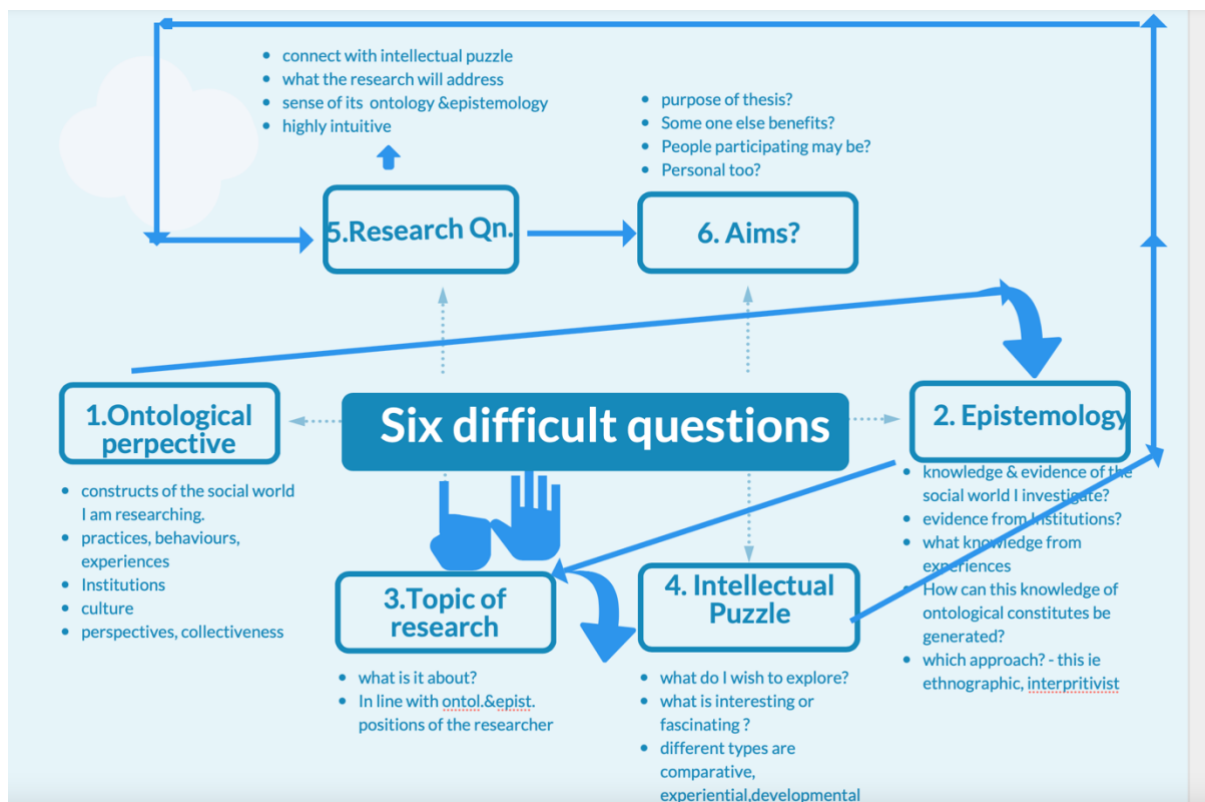 connect with intellectual puzzle
what the research will address
sense of its ontology &epistemology
highly intuitive
purpose of thesis?
Some one else benefits?
People participating may be?
Personal too?
5.Research Qn.
6. Aims?
1.Ontological
perpective
Six difficult questions
2. Epistemology
constructs of the social world
I am researching.
practices, behaviours,
experiences
Institutions
culture
perspectives, collectiveness
knowledge & evidence of the
social world I investigate?
evidence from Institutions?
what knowledge from
experiences
How can this knowledge of
ontological constitutes be
generated?
which approach? - this ie
ethnographic, interpritivist
3.Topic of
research
what is it about?
In line with ontol.&epist.
positions of the researcher
4. Intellectual
Puzzle
what do I wish to explore?
what is interesting or
fascinating ?
different types are
comparative,
experiential,developmental